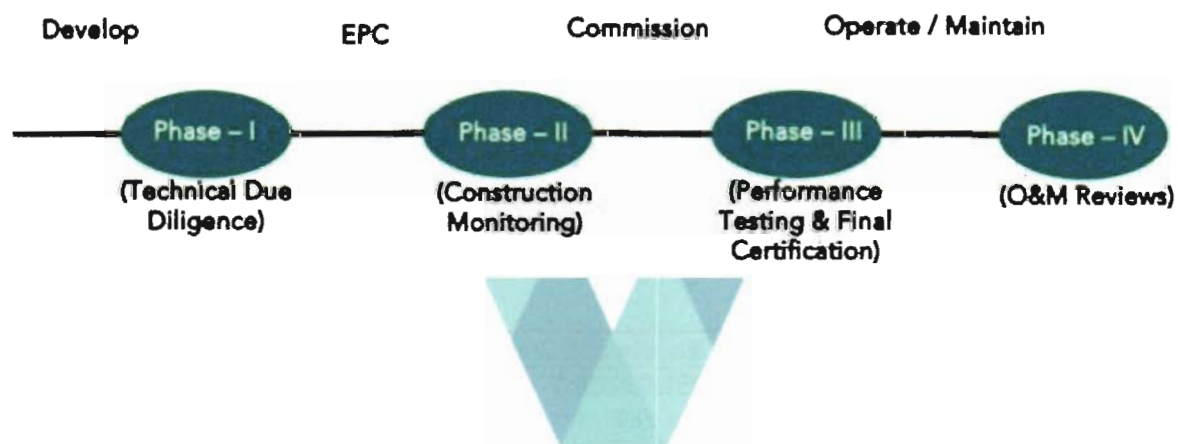 Develop
EPC
Commission
Operate / Maintain
Phase – I
Phase – II
Phase – III
Phase – IV
(Technical Due
Diligence)
(Construction
Monitoring)
(Performance
Testing & Final
Certification)
(O&M Reviews)